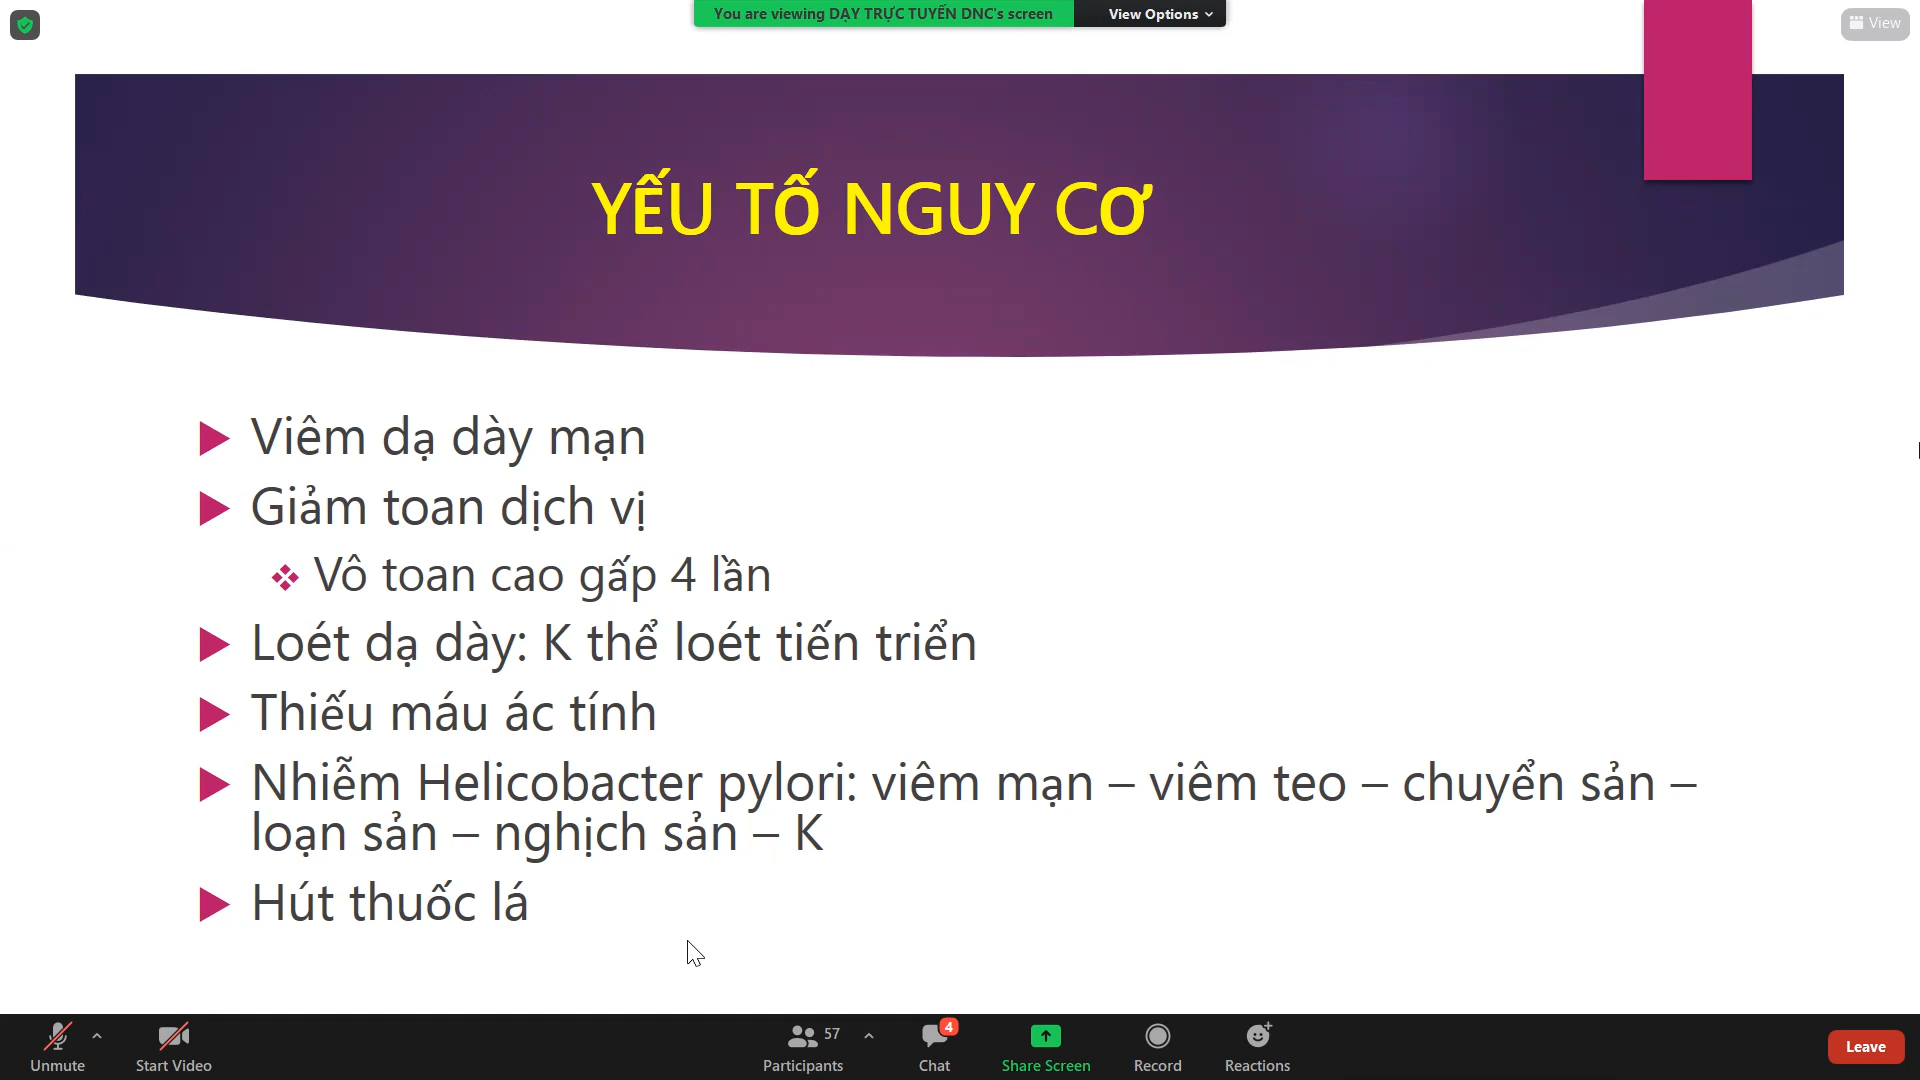 You are viewing DẠY TRỰC TUYẾN DNC's screen
View Options
View
YẾU TỐ NGUY CƠ
Viêm dạ dày mạn
Giảm toan dịch vị
Vô toan cao gấp 4 lần
Loét dạ dày: K thể loét tiến triển
Thiếu máu ác tính
Nhiễm Helicobacter pylori: viêm mạn – viêm teo – chuyển sản –
loạn sản – nghịch sản – K
Hút thuốc lá
57
4
Unmute
Start Video
Participants
Chat
Share Screen
Record
Reactions
Leave